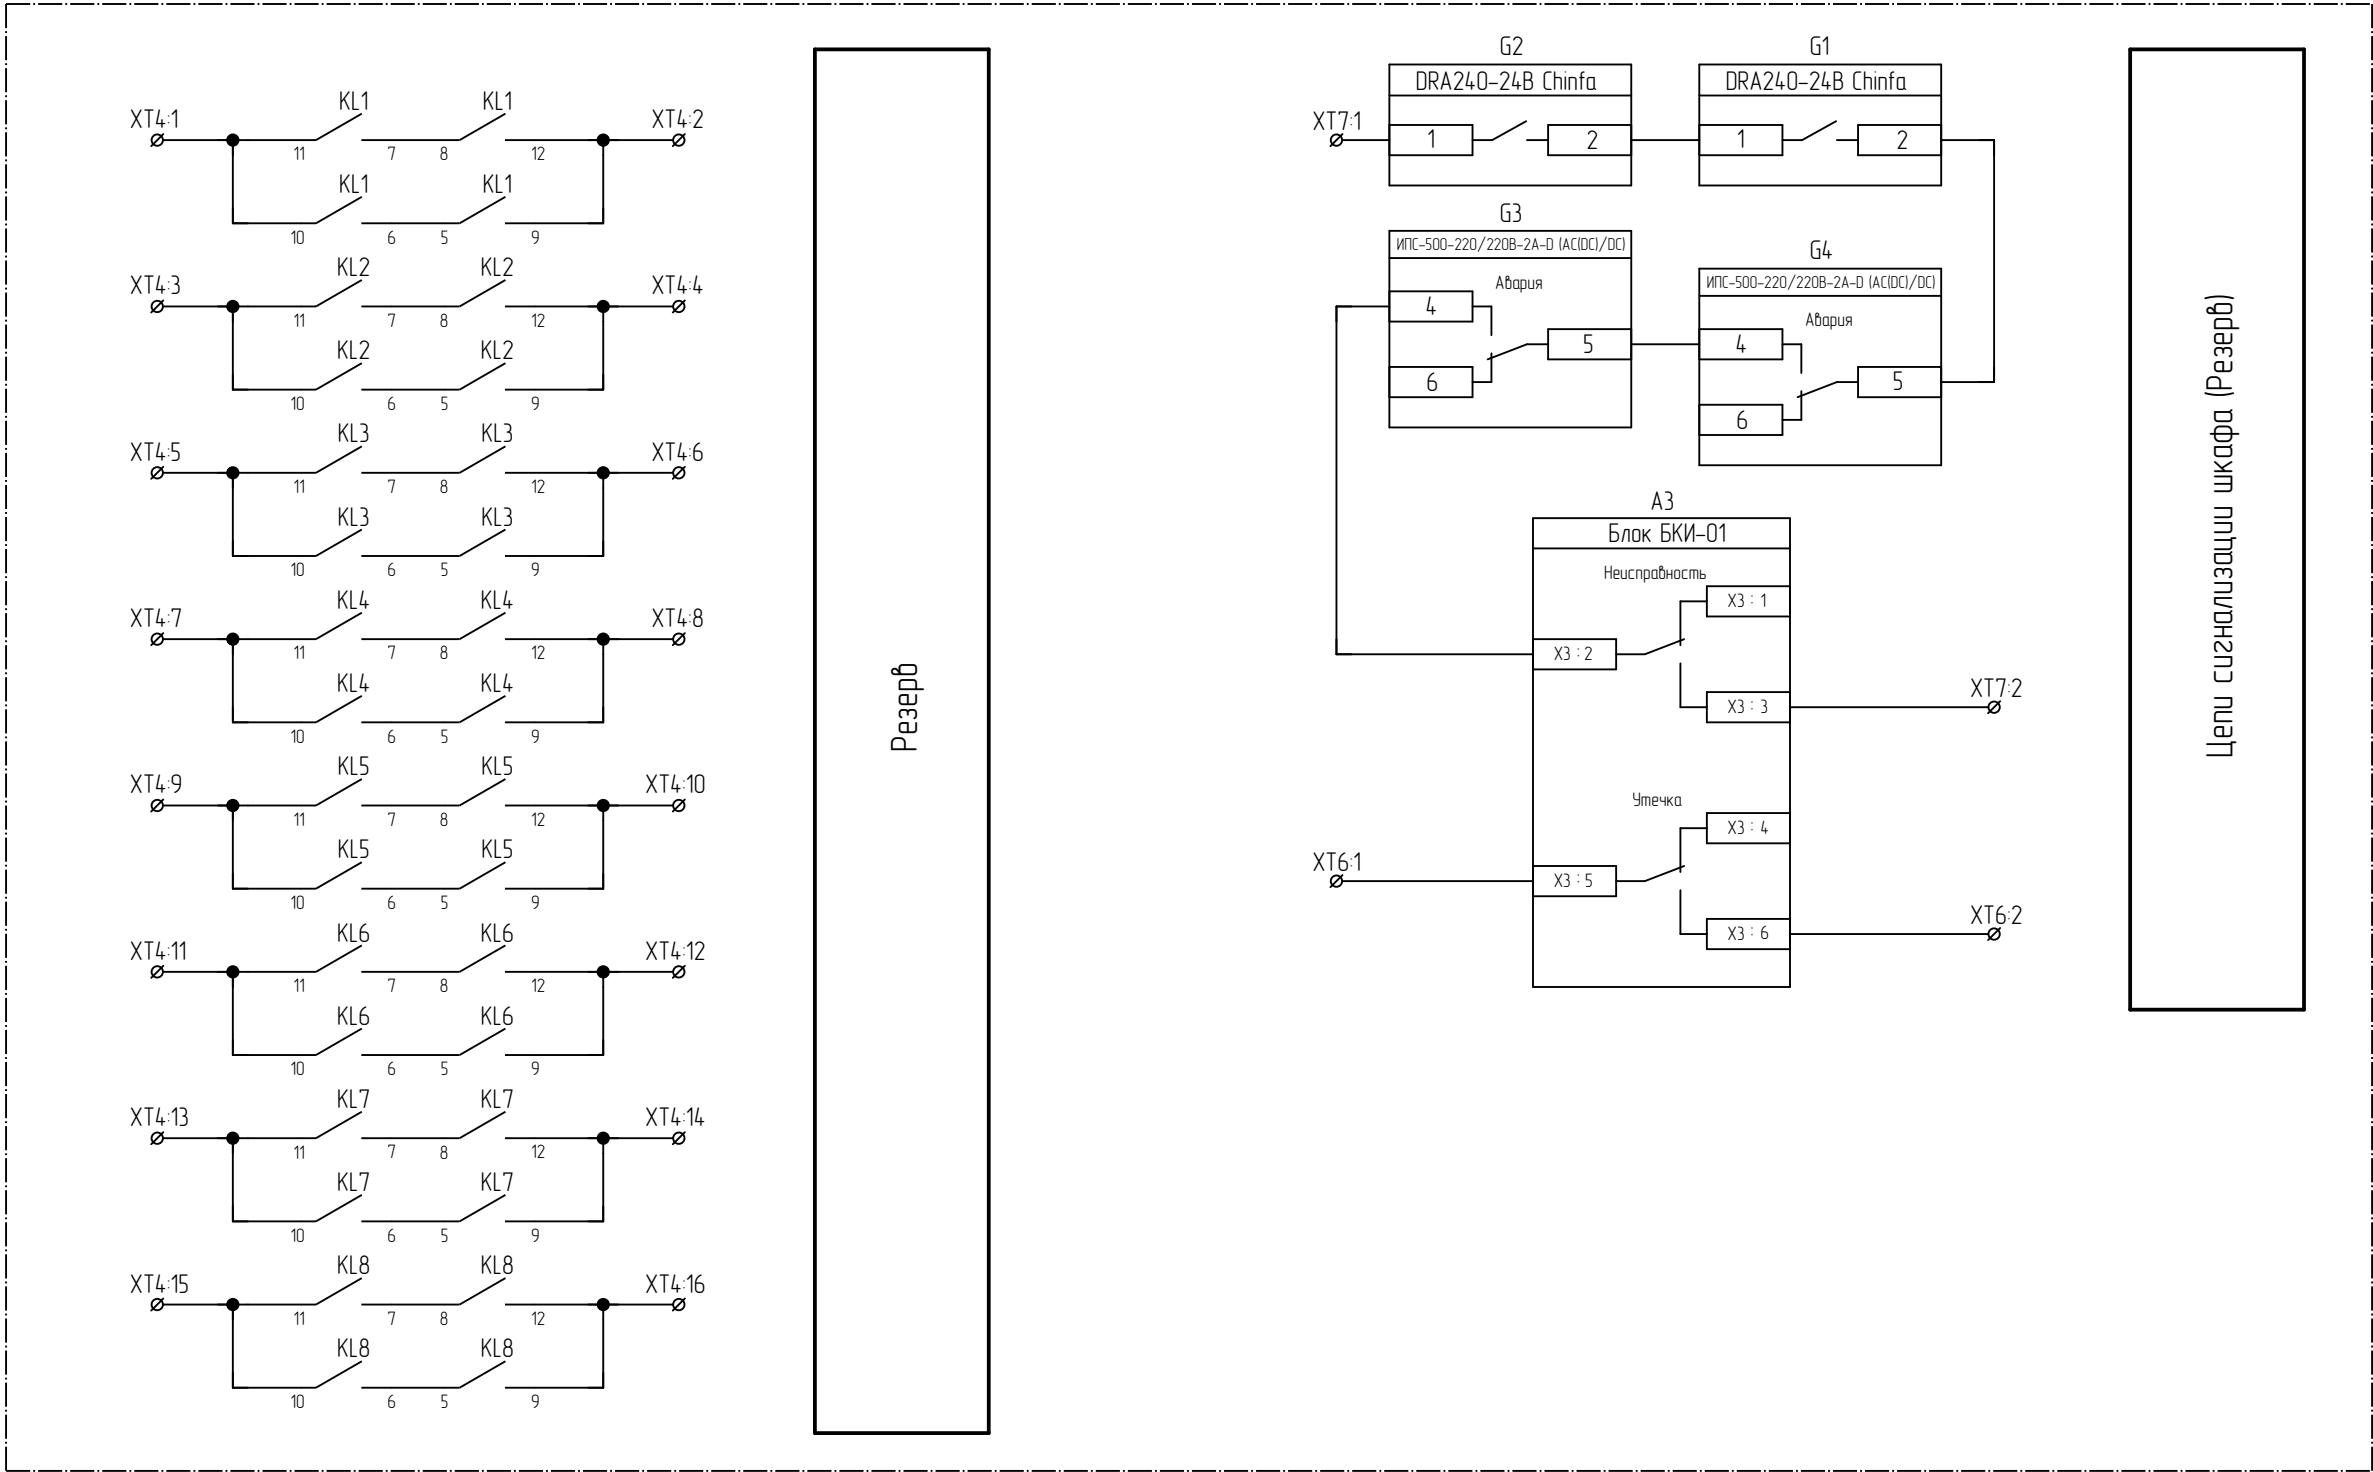 KL1 KL1
XT4:1 XT4:2
11 7 8 12
KL1 KL1
10 6 5 9
KL2 KL2
XT4:3 XT4:4
11 7 8 12
KL2 KL2
10 6 5 9
KL3 KL3
XT4:5 XT4:6
11 7 8 12
KL3 KL3
10 6 5 9
KL4 KL4
XT4:7 XT4:8
11 7 8 12
KL4 KL4
10 6 5 9
KL5 KL5
XT4:9 XT4:10
11 7 8 12
KL5 KL5
10 6 5 9
KL6 KL6
XT4:11 XT4:12
11 7 8 12
KL6 KL6
10 6 5 9
KL7 KL7
XT4:13 XT4:14
11 7 8 12
KL7 KL7
10 6 5 9
KL8 KL8
XT4:15 XT4:16
11 7 8 12
KL8 KL8
10 6 5 9
Резерв
G2 G1
DRA240-24B Chinfa DRA240-24B Chinfa
XT7:1
1 2 1 2
G3
ИПС-500-220/220В-2А-D (AC(DC)/DC)
Авария
4
5
6
G4
ИПС-500-220/220В-2А-D (AC(DC)/DC)
Авария
4
5
6
A3
Блок БКИ-01
Неисправность
X3 : 1
X3 : 2
X3 : 3
XT7:2
Утечка
X3 : 4
XT6:1
X3 : 5
X3 : 6
XT6:2
Цепи сигнализации шкафа (Резерв)